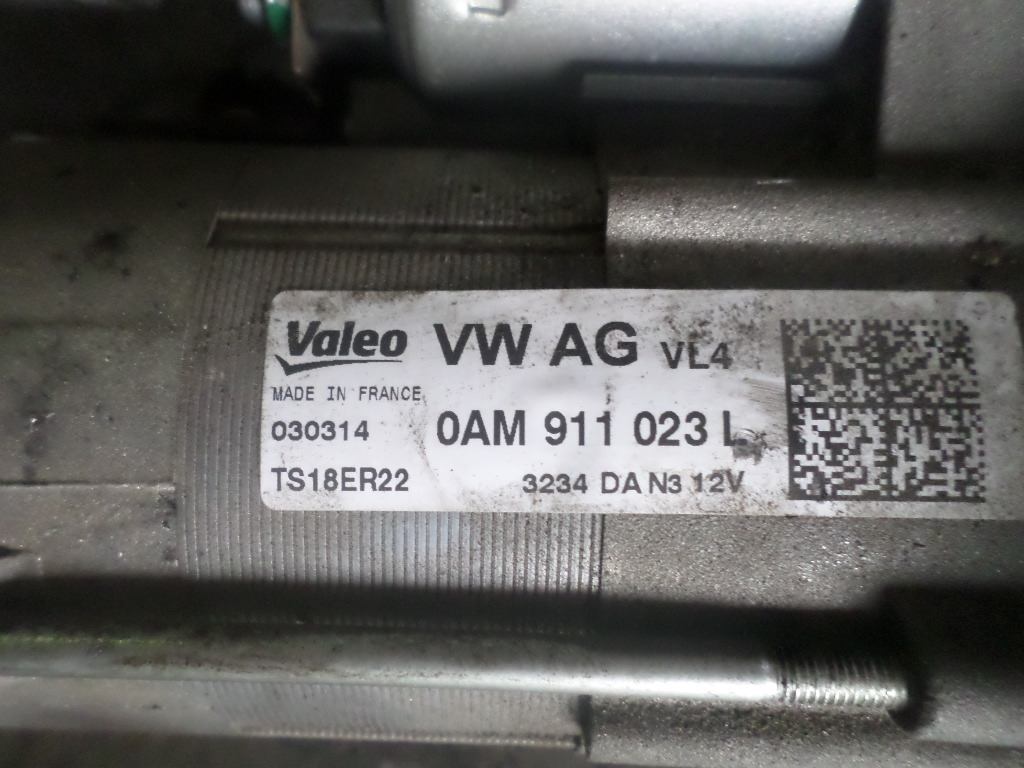 Valeo VW AG VL4
MADE IN FRANCE
030314 0AM 911 023 L
TS18ER22 3234 DA N3 12V